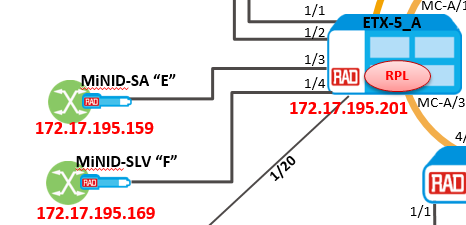 MC-A/1
1/1
ETX-5_A
1/2
1/3
RAD
RPL
1/4
MiNID-SA “E”
RAD
172.17.195.201
MC-A/3
172.17.195.159
4/
MiNID-SLV “F”
1/20
RAD
RAD
172.17.195.169
1/1